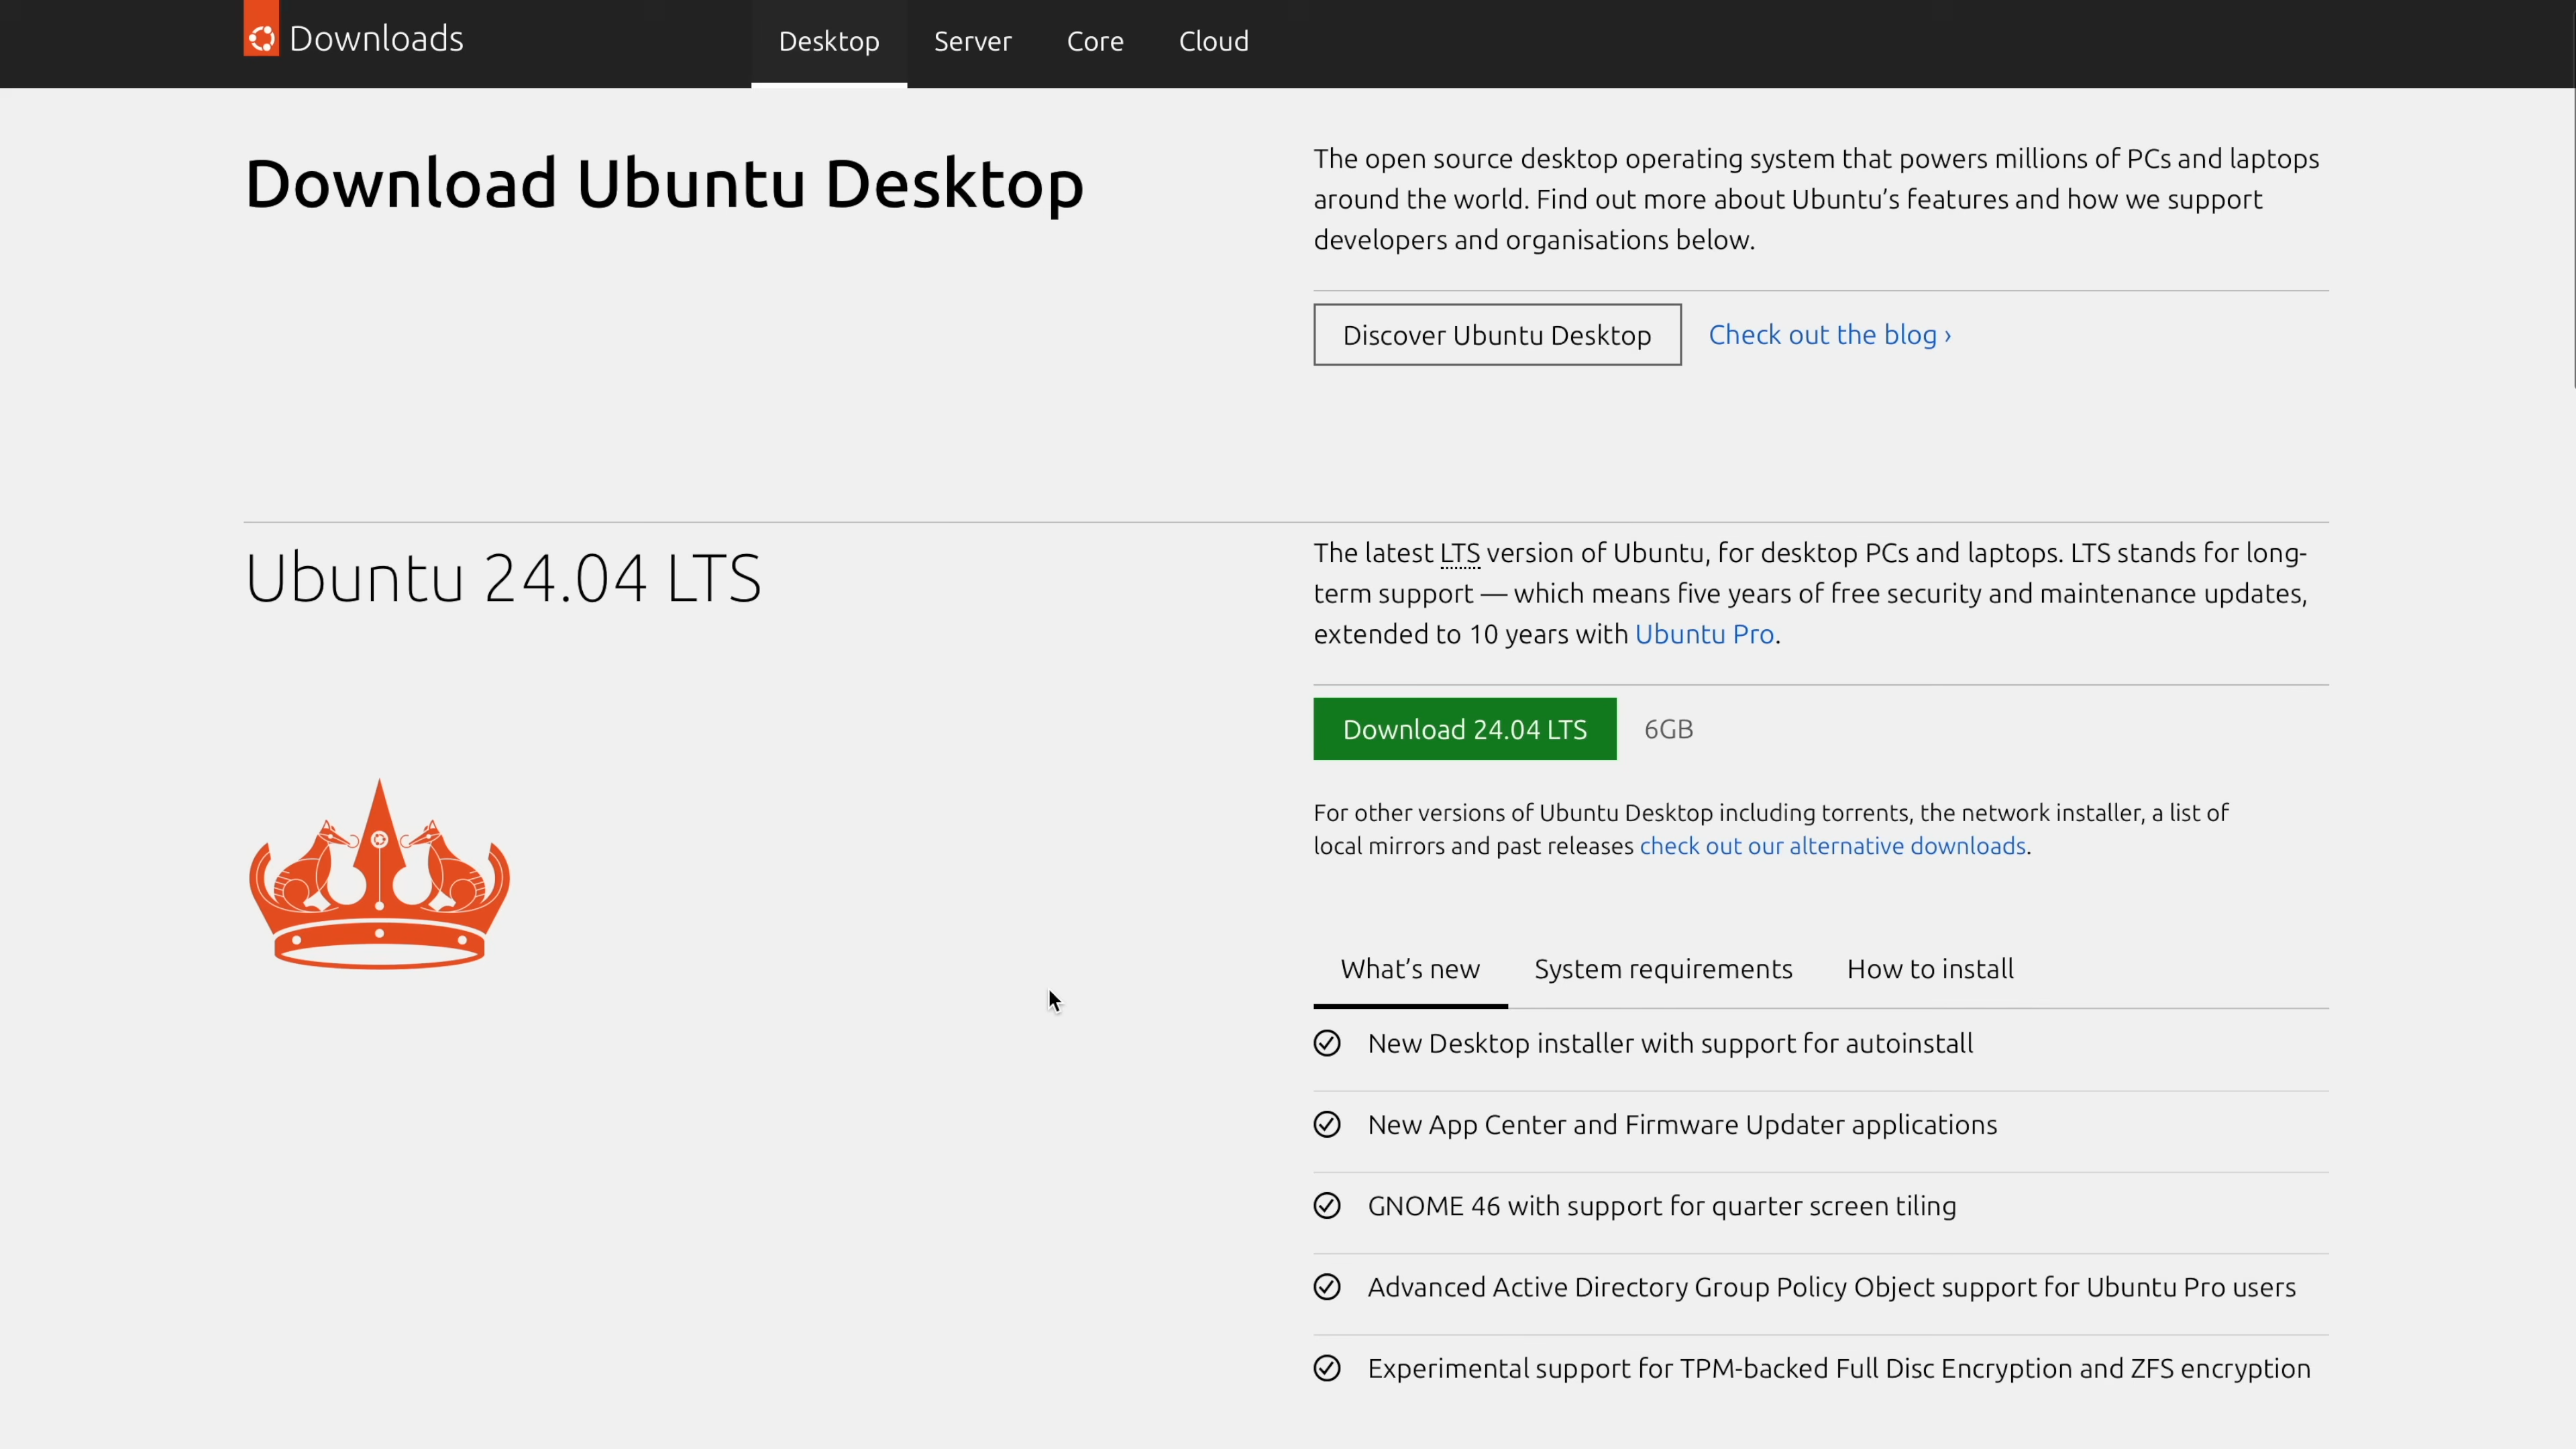 Downloads
Desktop
Server
Core
Cloud
Download Ubuntu Desktop
The open source desktop operating system that powers millions of PCs and laptops
around the world. Find out more about Ubuntu’s features and how we support
developers and organisations below.
Discover Ubuntu Desktop
Check out the blog ›
Ubuntu 24.04 LTS
The latest LTS version of Ubuntu, for desktop PCs and laptops. LTS stands for long-
term support — which means five years of free security and maintenance updates,
extended to 10 years with Ubuntu Pro.
Download 24.04 LTS
6GB
For other versions of Ubuntu Desktop including torrents, the network installer, a list of
local mirrors and past releases check out our alternative downloads.
What’s new
System requirements
How to install
New Desktop installer with support for autoinstall
New App Center and Firmware Updater applications
GNOME 46 with support for quarter screen tiling
Advanced Active Directory Group Policy Object support for Ubuntu Pro users
Experimental support for TPM-backed Full Disc Encryption and ZFS encryption